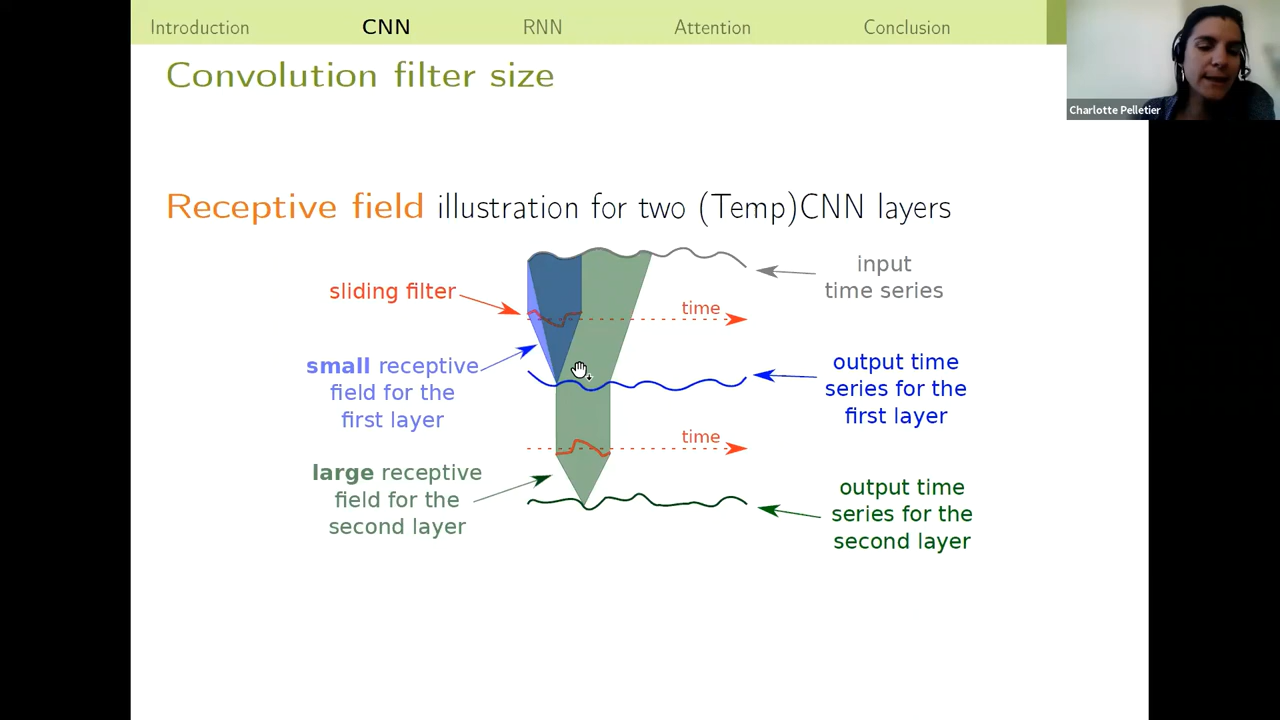 Introduction CNN RNN Attention Conclusion
Charlotte Pelletier
Convolution filter size
Receptive field illustration for two (Temp)CNN layers
sliding filter
time
input
time series
small receptive
field for the
first layer
output time
series for the
first layer
time
large receptive
field for the
second layer
output time
series for the
second layer